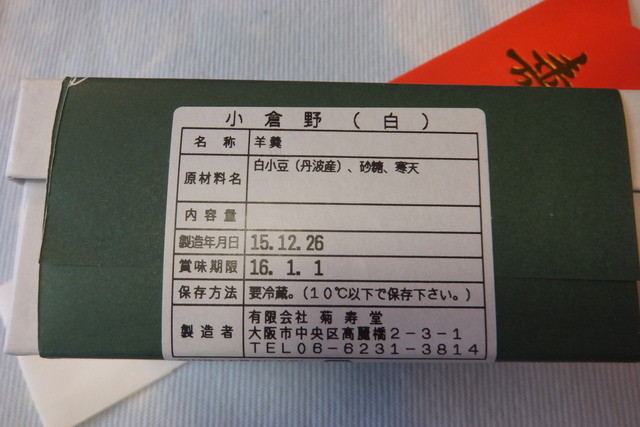 小倉野（白）
名称 羊羹
原材料名 白小豆（丹波産）、砂糖、寒天
内容量
製造年月日 15.12.26
賞味期限 16.1.1
保存方法 要冷蔵。（10℃以下で保存下さい。）
製造者 有限会社 菊寿堂
大阪市中央区高麗橋2－3－1
TEL06－6231－3814
寿